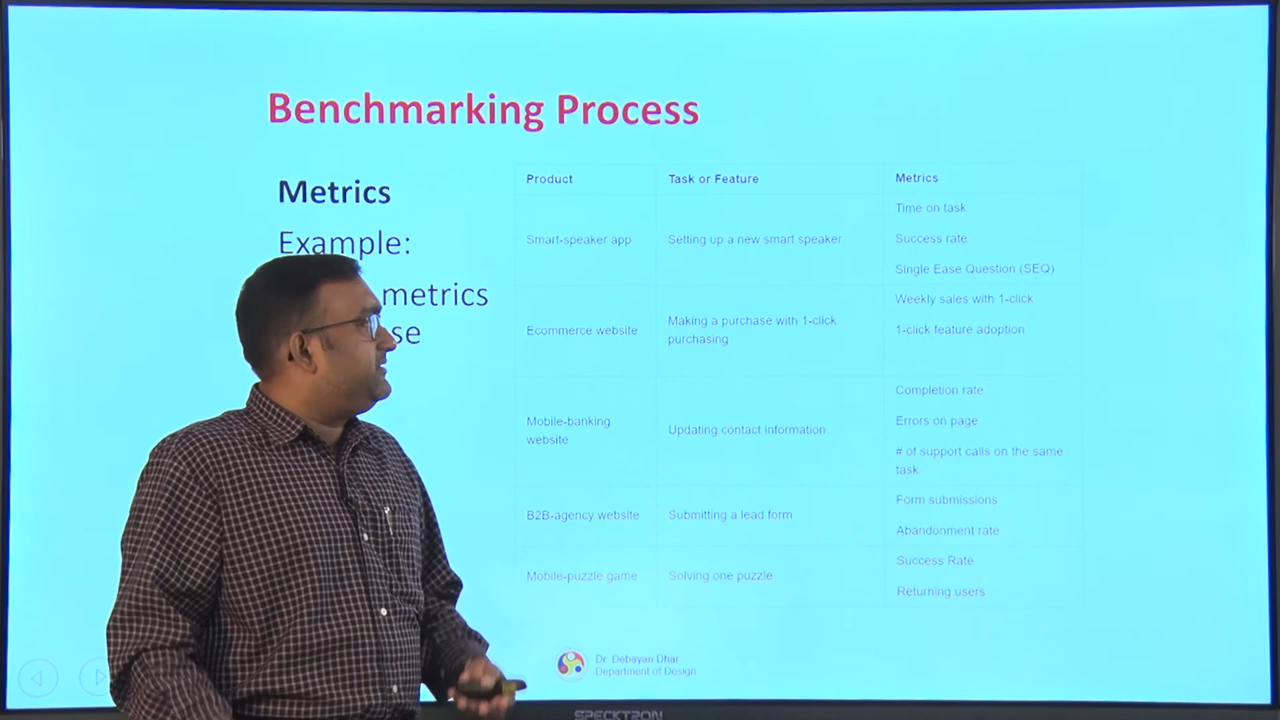 Benchmarking Process
Metrics
Example:
metrics
se
Product Task or Feature Metrics
Smart-speaker app Setting up a new smart speaker
Time on task
Success rate
Single Ease Question (SEQ)
Ecommerce website
Making a purchase with 1-click
purchasing
Weekly sales with 1-click
1-click feature adoption
Mobile-banking
website
Updating contact information
Completion rate
Errors on page
# of support calls on the same
task
B2B-agency website Submitting a lead form
Form submissions
Abandonment rate
Mobile-puzzle game Solving one puzzle
Success Rate
Returning users
Dr. Debayan Dhar
Department of Design
SPECKTRON